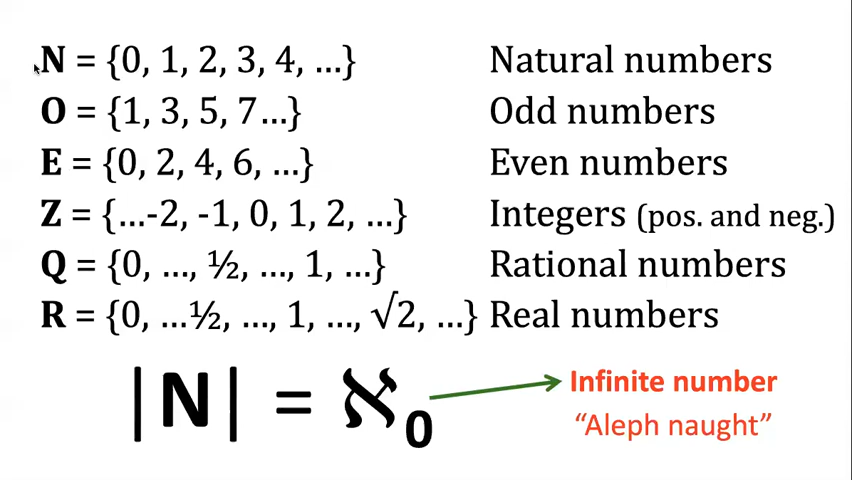 N = {0, 1, 2, 3, 4, …} Natural numbers
O = {1, 3, 5, 7…} Odd numbers
E = {0, 2, 4, 6, …} Even numbers
Z = {…-2, -1, 0, 1, 2, …} Integers (pos. and neg.)
Q = {0, …, ½, …, 1, …} Rational numbers
R = {0, …½, …, 1, …, √2, …} Real numbers
|N| = ℵ₀ Infinite number
“Aleph naught”